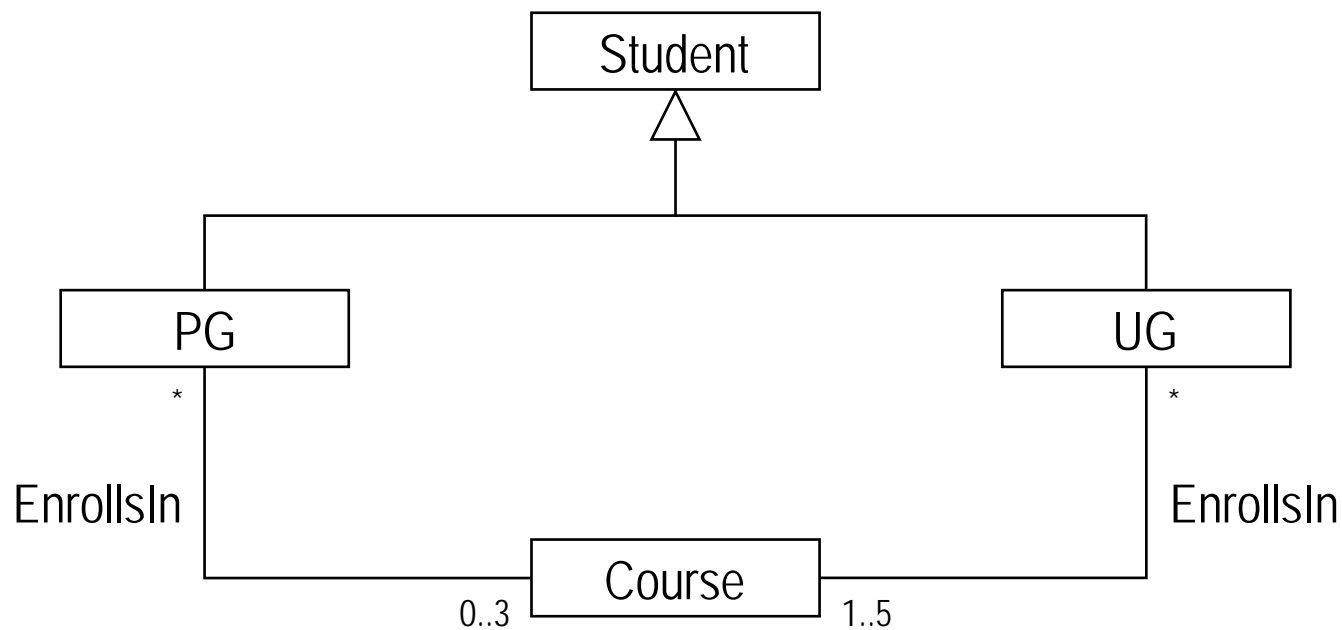 Student
PG
UG
*
*
EnrollsIn
EnrollsIn
Course
0..3
1..5